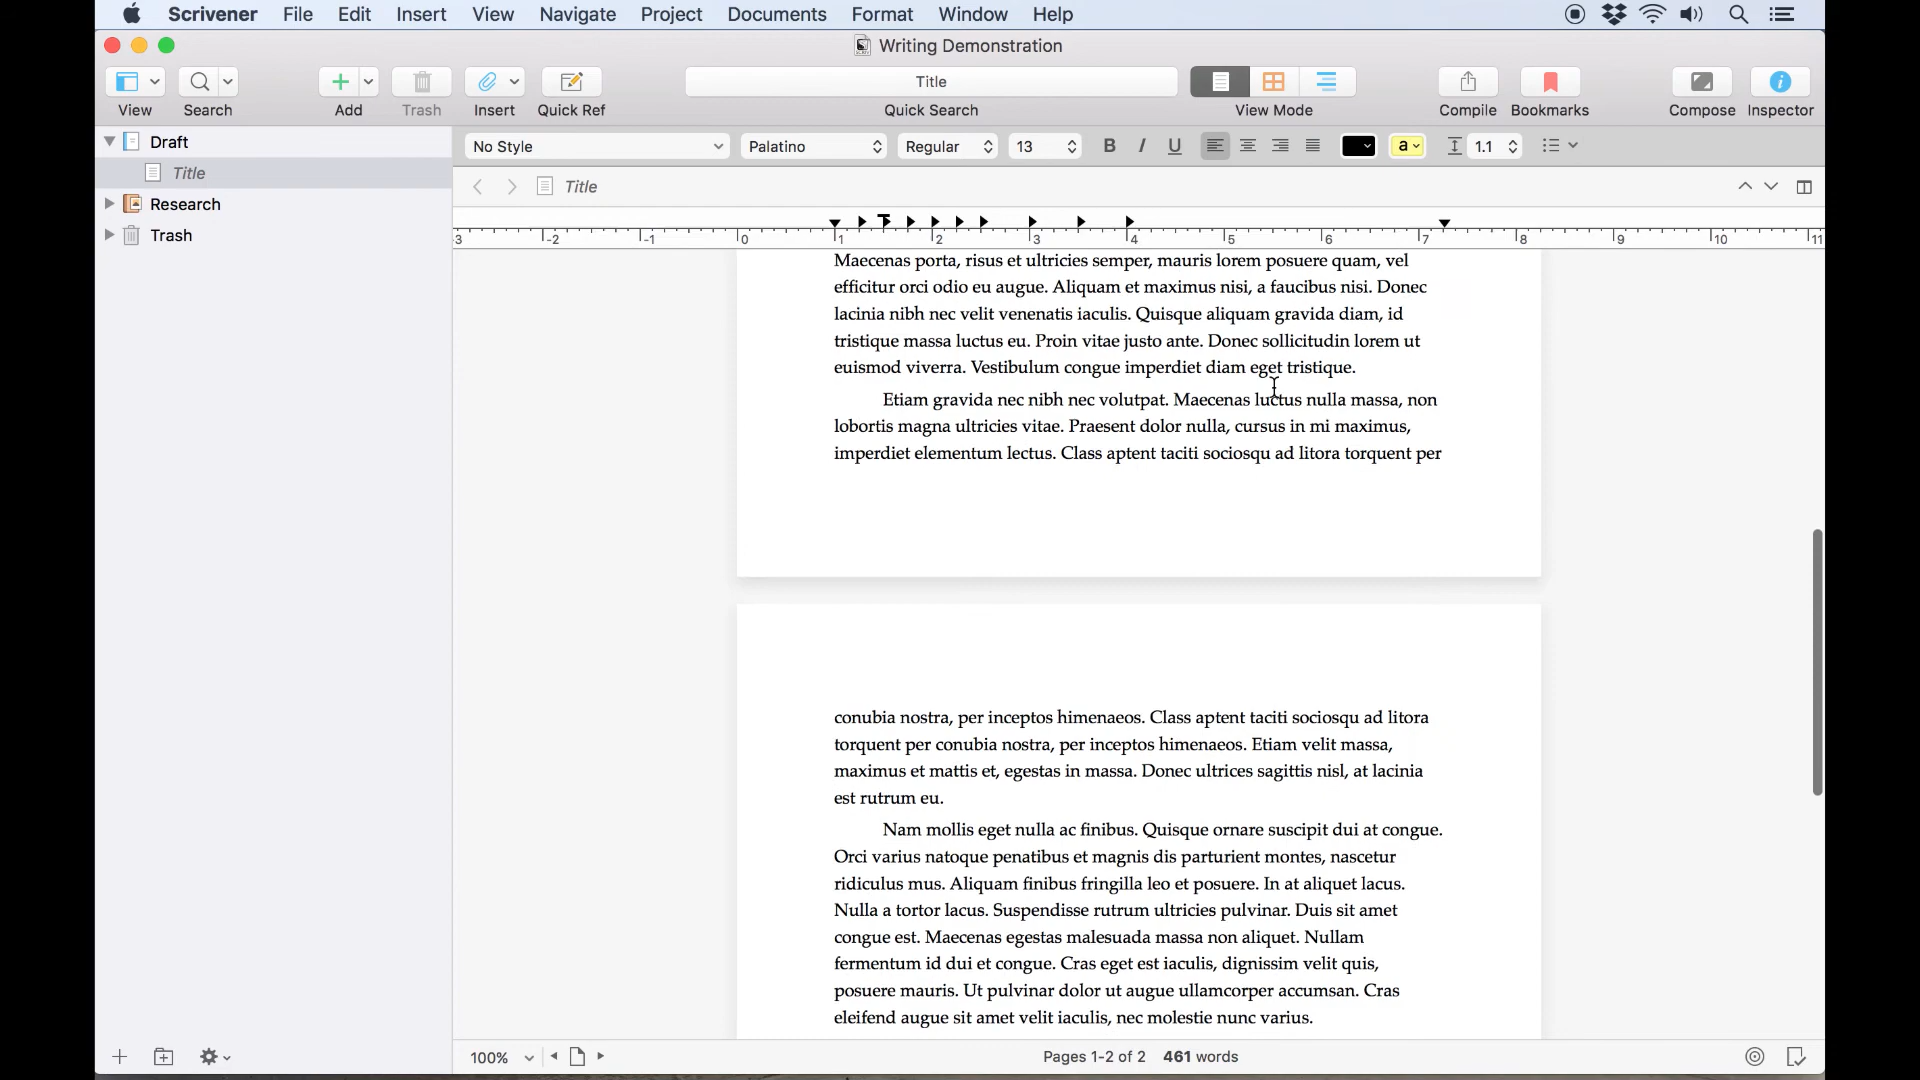 Scrivener File Edit Insert View Navigate Project Documents Format Window Help
Writing Demonstration
Title
View Search Add Trash Insert Quick Ref Quick Search View Mode Compile Bookmarks Compose Inspector
Draft
Title
Research
Trash
No Style Palatino Regular 13 B I U a 1.1
Title
3 -2 -1 0 1 2 3 4 5 6 7 8 9 10 11
Maecenas porta, risus et ultricies semper, mauris lorem posuere quam, vel
efficitur orci odio eu augue. Aliquam et maximus nisi, a faucibus nisi. Donec
lacinia nibh nec velit venenatis iaculis. Quisque aliquam gravida diam, id
tristique massa luctus eu. Proin vitae justo ante. Donec sollicitudin lorem ut
euismod viverra. Vestibulum congue imperdiet diam eget tristique.
Etiam gravida nec nibh nec volutpat. Maecenas luctus nulla massa, non
lobortis magna ultricies vitae. Praesent dolor nulla, cursus in mi maximus,
imperdiet elementum lectus. Class aptent taciti sociosqu ad litora torquent per
conubia nostra, per inceptos himenaeos. Class aptent taciti sociosqu ad litora
torquent per conubia nostra, per inceptos himenaeos. Etiam velit massa,
maximus et mattis et, egestas in massa. Donec ultrices sagittis nisl, at lacinia
est rutrum eu.
Nam mollis eget nulla ac finibus. Quisque ornare suscipit dui at congue.
Orci varius natoque penatibus et magnis dis parturient montes, nascetur
ridiculus mus. Aliquam finibus fringilla leo et posuere. In at aliquet lacus.
Nulla a tortor lacus. Suspendisse rutrum ultricies pulvinar. Duis sit amet
congue est. Maecenas egestas malesuada massa non aliquet. Nullam
fermentum id dui et congue. Cras eget est iaculis, dignissim velit quis,
posuere mauris. Ut pulvinar dolor ut augue ullamcorper accumsan. Cras
eleifend augue sit amet velit iaculis, nec molestie nunc varius.
100% Pages 1-2 of 2 461 words